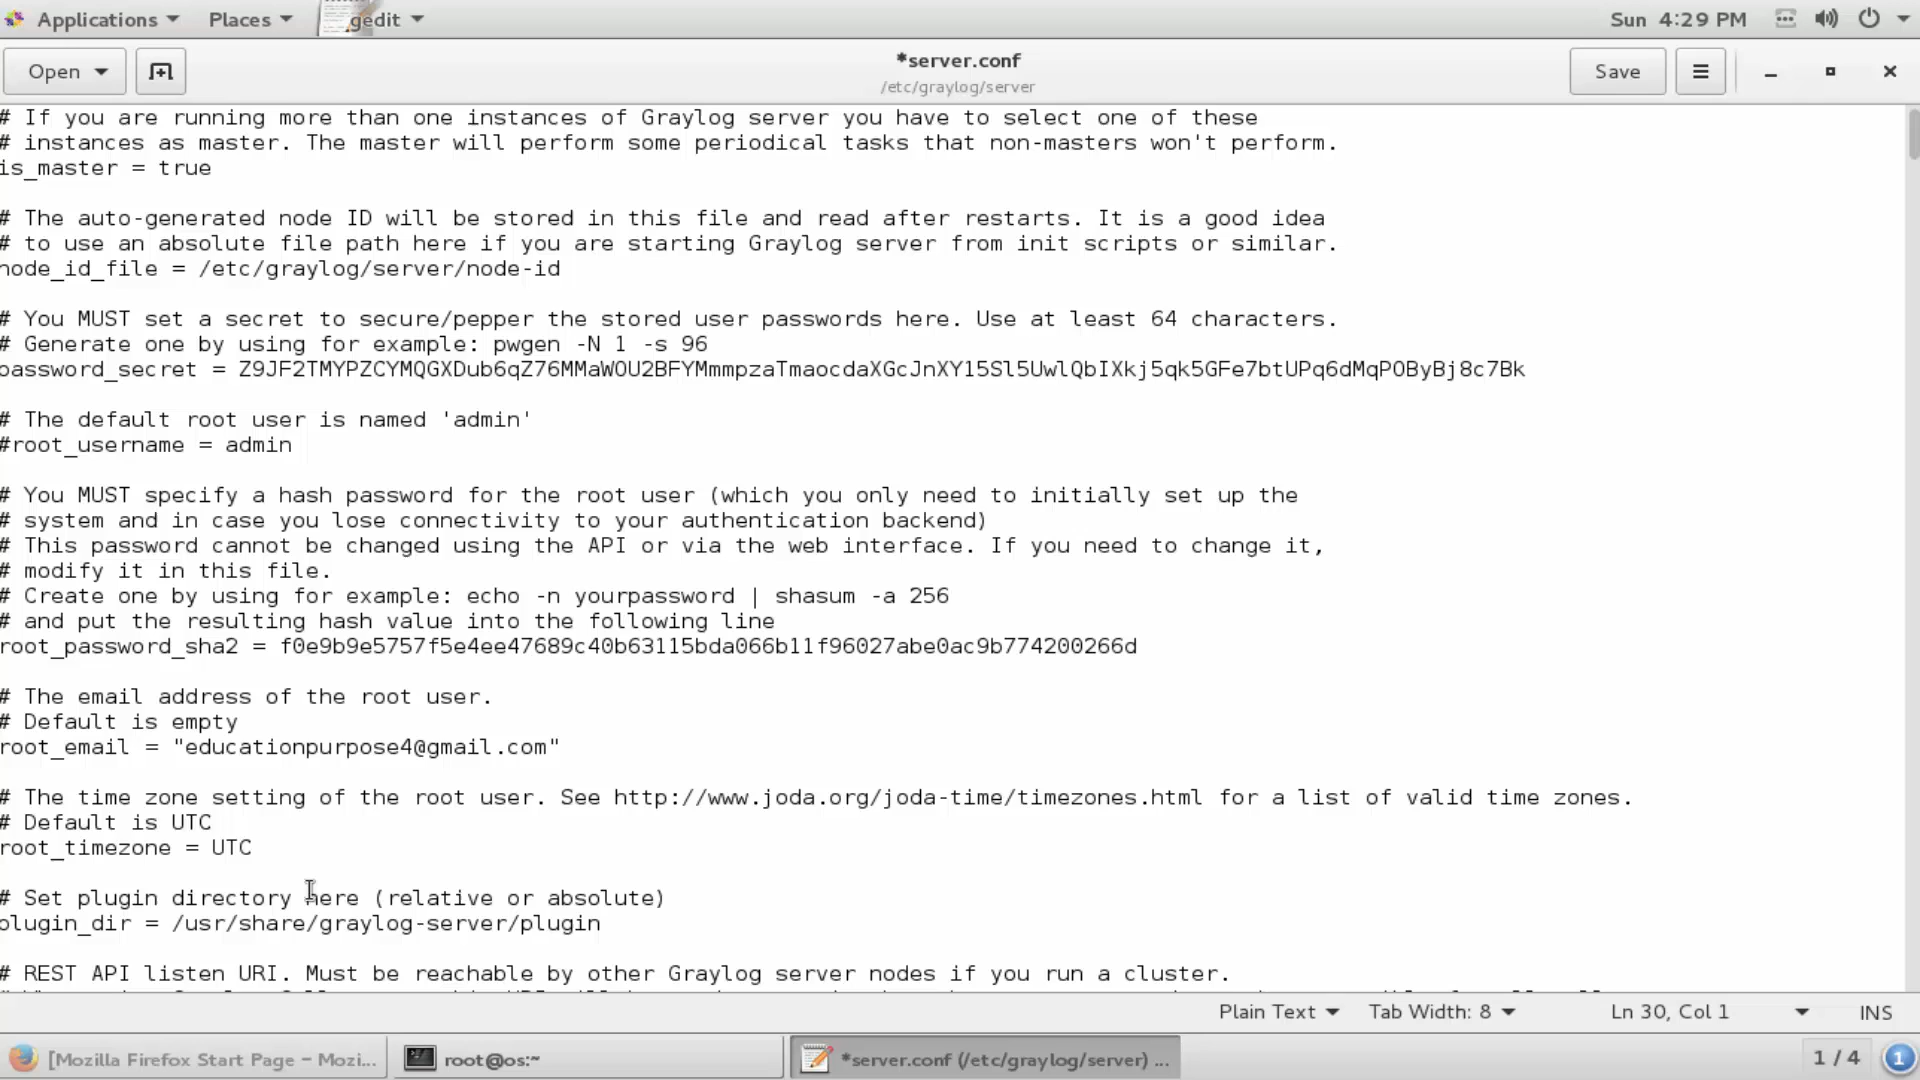 Applications Places gedit Sun 4:29 PM
Open *server.conf Save
/etc/graylog/server
# If you are running more than one instances of Graylog server you have to select one of these
# instances as master. The master will perform some periodical tasks that non-masters won't perform.
is_master = true
# The auto-generated node ID will be stored in this file and read after restarts. It is a good idea
# to use an absolute file path here if you are starting Graylog server from init scripts or similar.
node_id_file = /etc/graylog/server/node-id
# You MUST set a secret to secure/pepper the stored user passwords here. Use at least 64 characters.
# Generate one by using for example: pwgen -N 1 -s 96
password_secret = Z9JF2TMYPZCYMQGXDub6qZ76MMaWOU2BFYMmmpzaTmaocdaXGcJnXY15Sl5UwlQbIXkj5qk5GFe7btUPq6dMqPOByBj8c7Bk
# The default root user is named 'admin'
#root_username = admin
# You MUST specify a hash password for the root user (which you only need to initially set up the
# system and in case you lose connectivity to your authentication backend)
# This password cannot be changed using the API or via the web interface. If you need to change it,
# modify it in this file.
# Create one by using for example: echo -n yourpassword | shasum -a 256
# and put the resulting hash value into the following line
root_password_sha2 = f0e9b9e5757f5e4ee47689c40b63115bda066b11f96027abe0ac9b774200266d
# The email address of the root user.
# Default is empty
root_email = "educationpurpose4@gmail.com"
# The time zone setting of the root user. See http://www.joda.org/joda-time/timezones.html for a list of valid time zones.
# Default is UTC
root_timezone = UTC
# Set plugin directory here (relative or absolute)
plugin_dir = /usr/share/graylog-server/plugin
# REST API listen URI. Must be reachable by other Graylog server nodes if you run a cluster.
Plain Text Tab Width: 8 Ln 30, Col 1 INS
[Mozilla Firefox Start Page – Mozi... root@os:~ *server.conf (/etc/graylog/server) ... 1 / 4 1